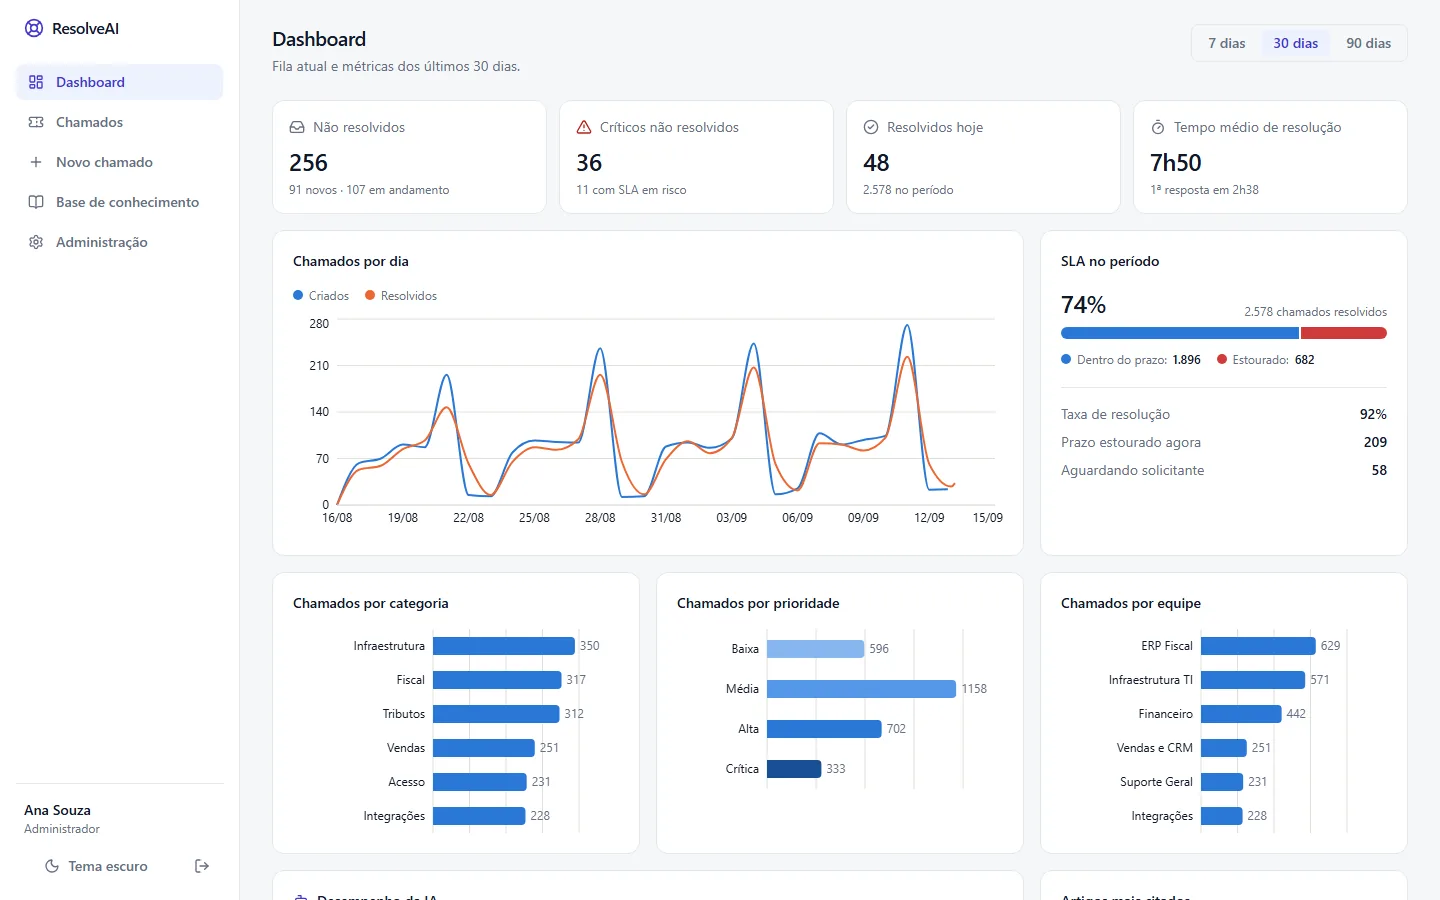 ResolveAI
Dashboard
Chamados
Novo chamado
Base de conhecimento
Administração
Ana Souza
Administrador
Tema escuro
Dashboard
Fila atual e métricas dos últimos 30 dias.
7 dias 30 dias 90 dias
Não resolvidos
256
91 novos · 107 em andamento
Críticos não resolvidos
36
11 com SLA em risco
Resolvidos hoje
48
2.578 no período
Tempo médio de resolução
7h50
1ª resposta em 2h38
Chamados por dia
Criados Resolvidos
280
210
140
70
0
16/08 19/08 22/08 25/08 28/08 31/08 03/09 06/09 09/09 12/09 15/09
SLA no período
74% 2.578 chamados resolvidos
Dentro do prazo: 1.896 Estourado: 682
Taxa de resolução 92%
Prazo estourado agora 209
Aguardando solicitante 58
Chamados por categoria
Infraestrutura 350
Fiscal 317
Tributos 312
Vendas 251
Acesso 231
Integrações 228
Chamados por prioridade
Baixa 596
Média 1158
Alta 702
Crítica 333
Chamados por equipe
ERP Fiscal 629
Infraestrutura TI 571
Financeiro 442
Vendas e CRM 251
Suporte Geral 231
Integrações 228
Desempenho da IA
Artigos mais citados